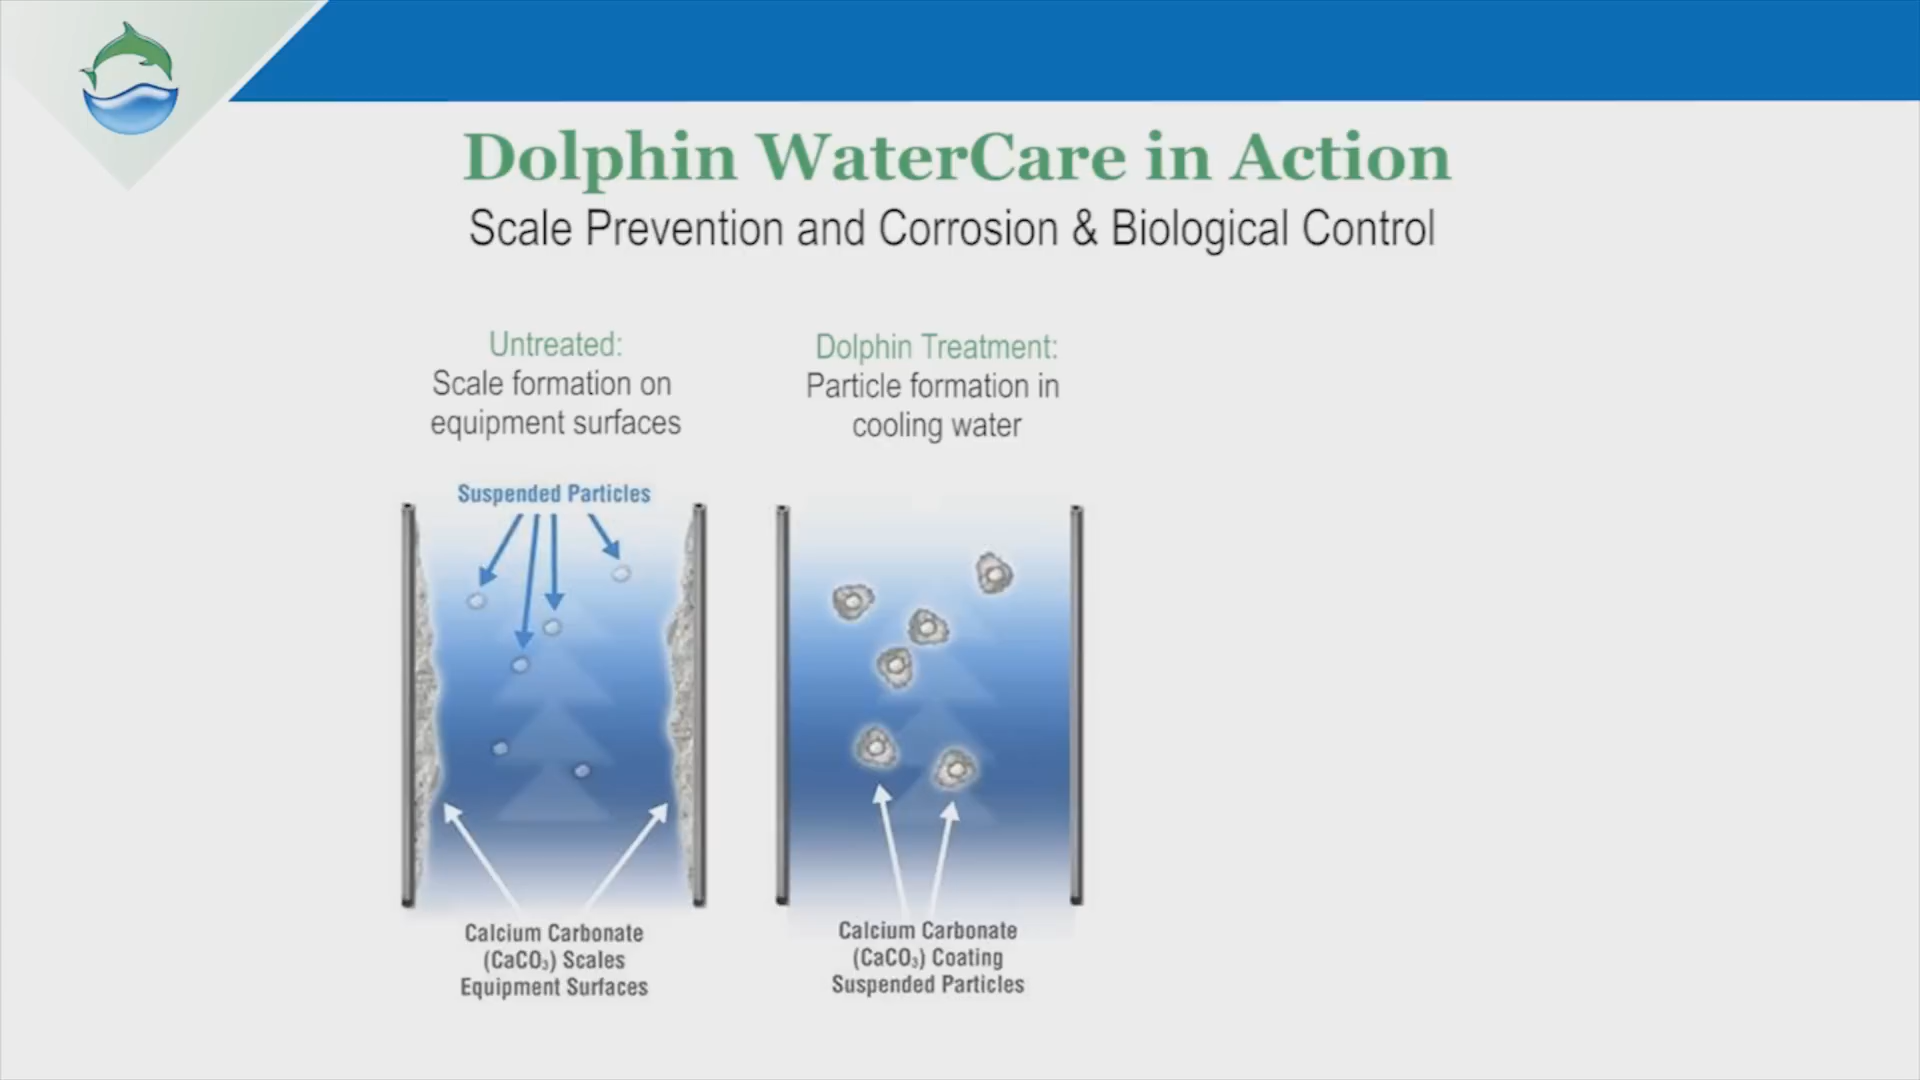 Dolphin WaterCare in Action
Scale Prevention and Corrosion & Biological Control
Untreated:
Scale formation on
equipment surfaces
Suspended Particles
Calcium Carbonate
(CaCO₃) Scales
Equipment Surfaces
Dolphin Treatment:
Particle formation in
cooling water
Calcium Carbonate
(CaCO₃) Coating
Suspended Particles